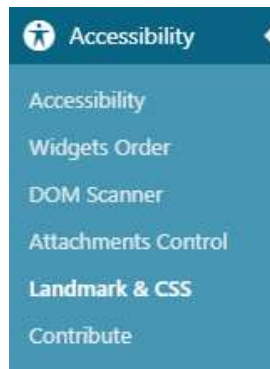 Accessibility
Accessibility
Widgets Order
DOM Scanner
Attachments Control
Landmark & CSS
Contribute